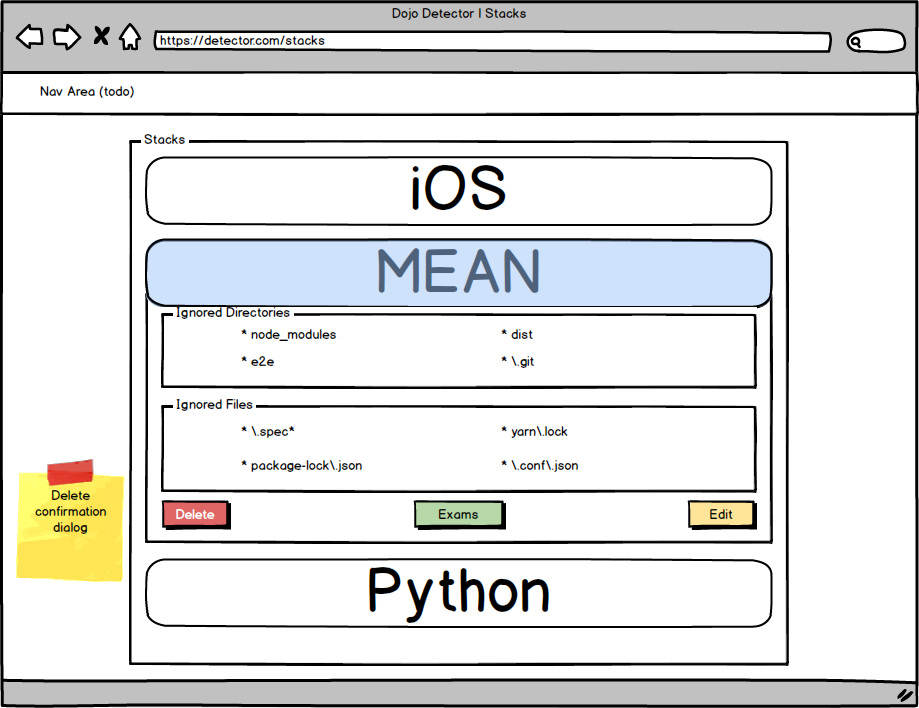 Dojo Detector | Stacks
https://detector.com/stacks
Nav Area (todo)
Stacks
iOS
MEAN
Ignored Directories
* node_modules
* dist
* e2e
* \.git
Ignored Files
* \.spec*
* yarn\.lock
* package-lock\.json
* \.conf\.json
Delete
Exams
Edit
Delete
confirmation
dialog
Python